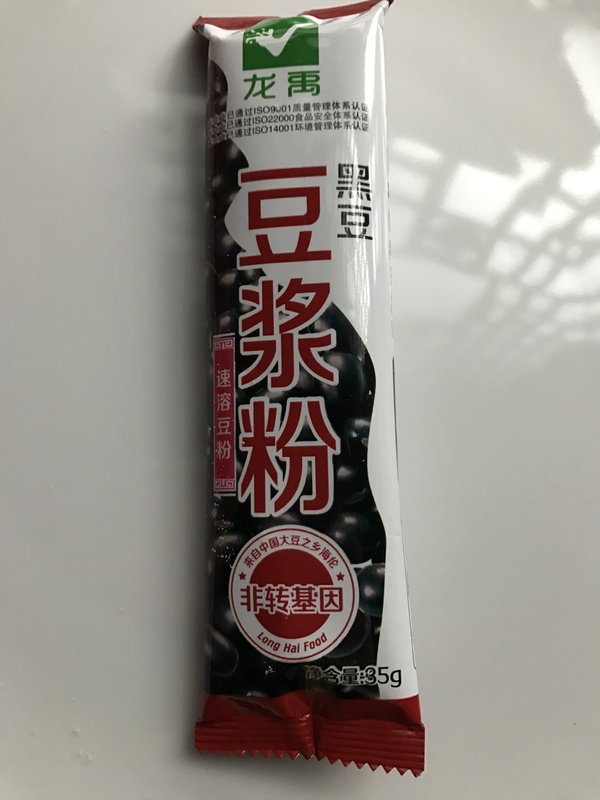 龙禹
已通过ISO9001质量管理体系认证
已通过ISO22000食品安全体系认证
已通过ISO14001环境管理体系认证
黑豆
豆浆粉
速溶豆粉
来自中国大豆之乡海伦
非转基因
Long Hai Food
净含量:35g